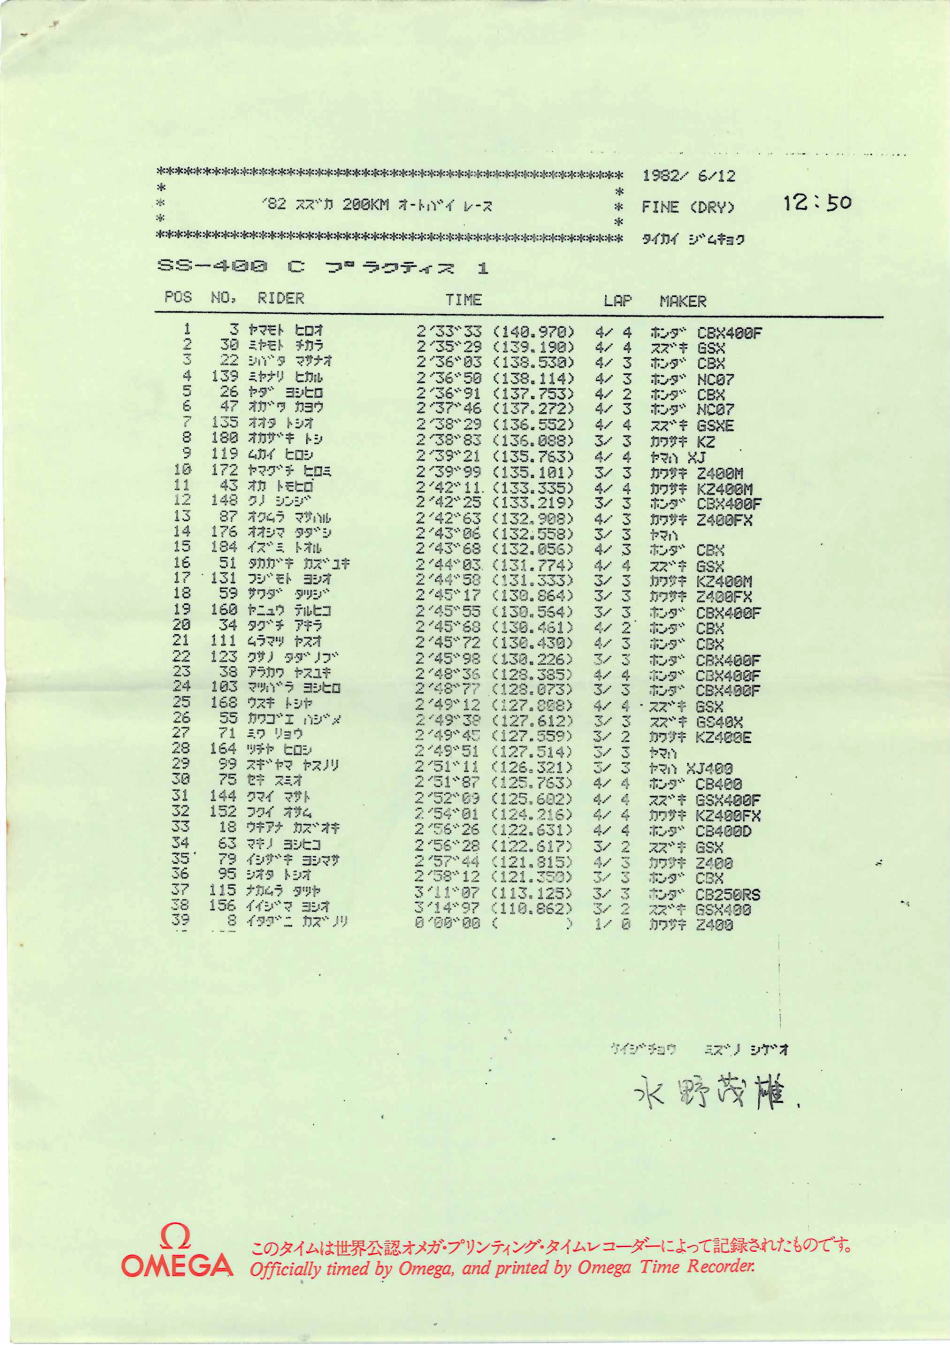 ************************************************** 1982/ 6/12
* *
* '82 スズカ 200KM オートバイ レース * FINE (DRY) 12:50
* *
************************************************** タイカイ ジムキョク
SS-400 C プラクティス 1
POS NO, RIDER TIME LAP MAKER
1 3 ヤマモト ヒロオ 2'33"33 (140.970) 4/ 4 ホンダ CBX400F
2 30 ミヤモト チカラ 2'35"29 (139.190) 4/ 4 スズキ GSX
3 22 シバタ マサナオ 2'36"03 (138.530) 4/ 3 ホンダ CBX
4 139 ミヤナリ ヒカル 2'36"50 (138.114) 4/ 3 ホンダ NC07
5 26 ヤダ ヨシヒロ 2'36"91 (137.753) 4/ 2 ホンダ CBX
6 47 オガワ カヨウ 2'37"46 (137.272) 4/ 3 ホンダ NC07
7 135 オオタ トシオ 2'38"29 (136.552) 4/ 4 スズキ GSXE
8 180 オカザキ トシ 2'38"83 (136.088) 3/ 3 カワサキ KZ
9 119 ムカイ ヒロシ 2'39"21 (135.763) 4/ 4 ヤマハ XJ
10 172 ヤマグチ ヒロミ 2'39"99 (135.101) 3/ 3 カワサキ Z400M
11 43 オカ トモヒロ 2'42"11 (133.335) 4/ 4 カワサキ KZ400M
12 148 クノ シンジ 2'42"25 (133.219) 3/ 3 ホンダ CBX400F
13 87 オクムラ マサハル 2'42"63 (132.908) 4/ 3 カワサキ Z400FX
14 176 オオシマ タダシ 2'43"06 (132.558) 3/ 3 ヤマハ
15 184 イズミ トオル 2'43"68 (132.056) 4/ 3 ホンダ CBX
16 51 タカガキ カズユキ 2'44"03 (131.774) 4/ 4 スズキ GSX
17 131 フジモト ヨシオ 2'44"58 (131.333) 3/ 3 カワサキ KZ400M
18 59 サワダ タツジ 2'45"17 (130.864) 3/ 3 カワサキ Z400FX
19 160 ヤニュウ テルヒコ 2'45"55 (130.564) 3/ 3 ホンダ CBX400F
20 34 タグチ アキラ 2'45"68 (130.461) 4/ 2 ホンダ CBX
21 111 ムラマツ ヤスオ 2'45"72 (130.430) 4/ 3 ホンダ CBX
22 123 クサノ タダノブ 2'45"98 (130.226) 3/ 3 ホンダ CBX400F
23 38 アラカワ ヤスユキ 2'48"36 (128.385) 4/ 4 ホンダ CBX400F
24 103 マツバラ ヨシヒロ 2'48"77 (128.073) 3/ 3 ホンダ CBX400F
25 168 ウスキ トシヤ 2'49"12 (127.808) 4/ 4 スズキ GSX
26 55 カワゴエ ハジメ 2'49"38 (127.612) 3/ 3 スズキ GS40X
27 71 ミワ リョウ 2'49"45 (127.559) 3/ 2 カワサキ KZ400E
28 164 ツチヤ ヒロシ 2'49"51 (127.514) 3/ 3 ヤマハ
29 99 スギヤマ ヤスノリ 2'51"11 (126.321) 3/ 3 ヤマハ XJ400
30 75 セキ スミオ 2'51"87 (125.763) 4/ 4 ホンダ CB400
31 144 クマイ マサト 2'52"09 (125.602) 4/ 4 スズキ GSX400F
32 152 フクイ オサム 2'54"01 (124.216) 4/ 4 カワサキ KZ400FX
33 18 ウキアナ カズオキ 2'56"26 (122.631) 4/ 4 ホンダ CB400D
34 63 マキノ ヨシヒコ 2'56"28 (122.617) 3/ 2 スズキ GSX
35 79 イシザキ ヨシマサ 2'57"44 (121.815) 4/ 3 カワサキ Z400
36 95 シオタ トシオ 2'58"12 (121.350) 3/ 3 ホンダ CBX
37 115 ナカムラ タツヤ 3'11"07 (113.125) 3/ 3 ホンダ CB250RS
38 156 イイジマ ヨシオ 3'14"97 (110.862) 3/ 2 スズキ GSX400
39 8 イタダニ カズノリ 0'00"00 ( ) 1/ 0 カワサキ Z400
ケイジチョウ ミズノ シゲオ
水野茂雄
Ω OMEGA
このタイムは世界公認オメガ・プリンティング・タイムレコーダーによって記録されたものです。
Officially timed by Omega, and printed by Omega Time Recorder.